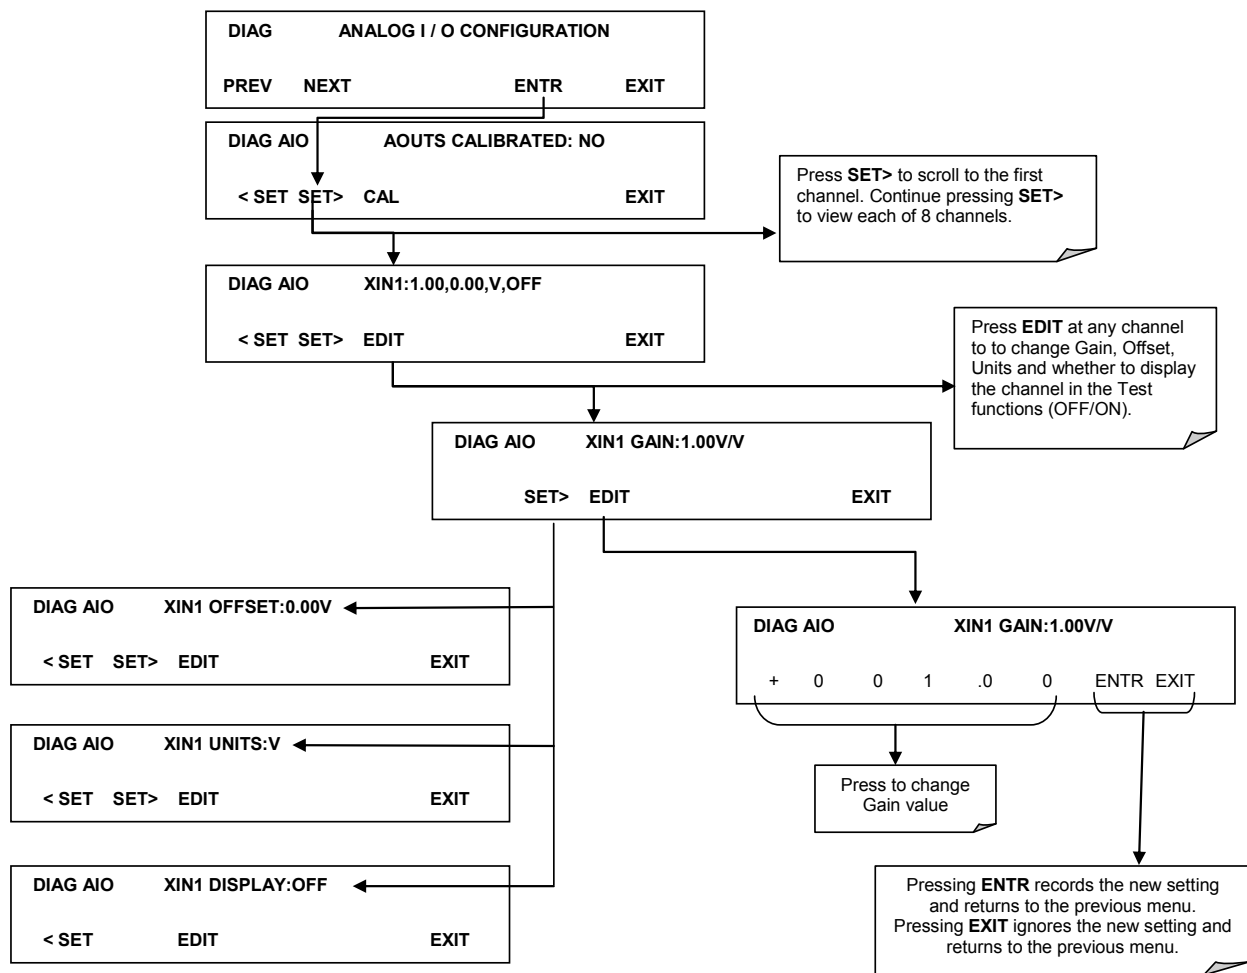 DIAG ANALOG I / O CONFIGURATION
PREV NEXT ENTR EXIT
DIAG AIO AOUTS CALIBRATED: NO
< SET SET> CAL EXIT
Press SET> to scroll to the first
channel. Continue pressing SET>
to view each of 8 channels.
DIAG AIO XIN1:1.00,0.00,V,OFF
< SET SET> EDIT EXIT
Press EDIT at any channel
to to change Gain, Offset,
Units and whether to display
the channel in the Test
functions (OFF/ON).
DIAG AIO XIN1 GAIN:1.00V/V
SET> EDIT EXIT
DIAG AIO XIN1 OFFSET:0.00V
< SET SET> EDIT EXIT
DIAG AIO XIN1 GAIN:1.00V/V
+ 0 0 1 .0 0 ENTR EXIT
DIAG AIO XIN1 UNITS:V
< SET SET> EDIT EXIT
Press to change
Gain value
DIAG AIO XIN1 DISPLAY:OFF
< SET EDIT EXIT
Pressing ENTR records the new setting
and returns to the previous menu.
Pressing EXIT ignores the new setting and
returns to the previous menu.